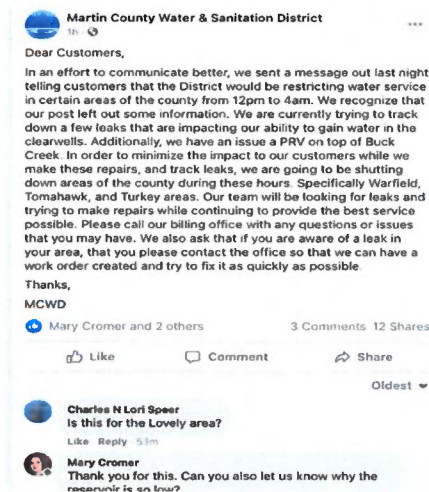 Martin County Water & Sanitation District
1h
Dear Customers,
In an effort to communicate better, we sent a message out last night
telling customers that the District would be restricting water service
in certain areas of the county from 12pm to 4am. We recognize that
our post left out some information. We are currently trying to track
down a few leaks that are impacting our ability to gain water in the
clearwells. Additionally, we have an issue a PRV on top of Buck
Creek. In order to minimize the impact to our customers while we
make these repairs, and track leaks, we are going to be shutting
down areas of the county during these hours. Specifically Warfield,
Tomahawk, and Turkey areas. Our team will be looking for leaks and
trying to make repairs while continuing to provide the best service
possible. Please call our billing office with any questions or issues
that you may have. We also ask that if you are aware of a leak in
your area, that you please contact the office so that we can have a
work order created and try to fix it as quickly as possible.
Thanks,
MCWD
Mary Cromer and 2 others 3 Comments 12 Shares
Like Comment Share
Oldest
Charles N Lori Speer
Is this for the Lovely area?
Like Reply 53m
Mary Cromer
Thank you for this. Can you also let us know why the
reservoir is so low?